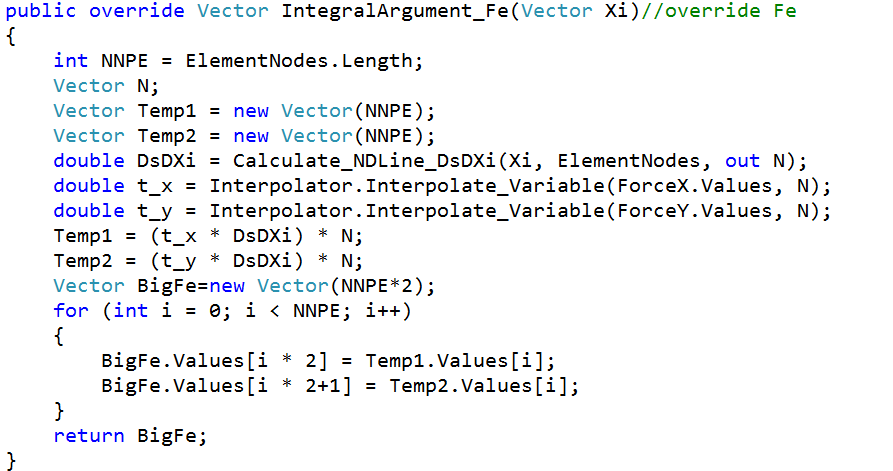 public override Vector IntegralArgument_Fe(Vector Xi)//override Fe
{
    int NNPE = ElementNodes.Length;
    Vector N;
    Vector Temp1 = new Vector(NNPE);
    Vector Temp2 = new Vector(NNPE);
    double DsDXi = Calculate_NDLine_DsDXi(Xi, ElementNodes, out N);
    double t_x = Interpolator.Interpolate_Variable(ForceX.Values, N);
    double t_y = Interpolator.Interpolate_Variable(ForceY.Values, N);
    Temp1 = (t_x * DsDXi) * N;
    Temp2 = (t_y * DsDXi) * N;
    Vector BigFe=new Vector(NNPE*2);
    for (int i = 0; i < NNPE; i++)
    {
        BigFe.Values[i * 2] = Temp1.Values[i];
        BigFe.Values[i * 2+1] = Temp2.Values[i];
    }
    return BigFe;
}